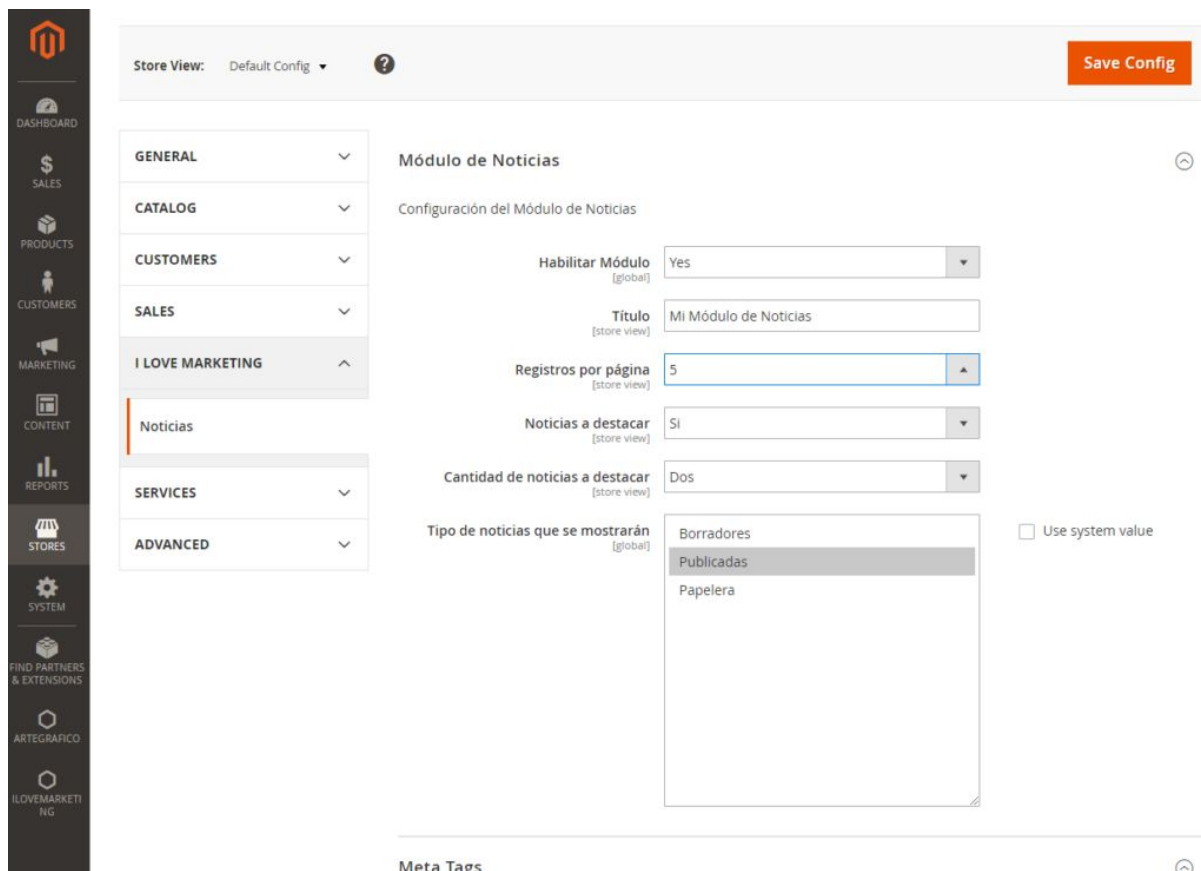 Store View: Default Config
Save Config
DASHBOARD
SALES
PRODUCTS
CUSTOMERS
MARKETING
CONTENT
REPORTS
STORES
SYSTEM
FIND PARTNERS
& EXTENSIONS
ARTEGRAFICO
ILOVEMARKETI
NG
GENERAL
CATALOG
CUSTOMERS
SALES
I LOVE MARKETING
Noticias
SERVICES
ADVANCED
Módulo de Noticias
Configuración del Módulo de Noticias
Habilitar Módulo Yes
[global]
Título Mi Módulo de Noticias
[store view]
Registros por página 5
[store view]
Noticias a destacar Si
[store view]
Cantidad de noticias a destacar Dos
[store view]
Tipo de noticias que se mostrarán
[global]
Borradores
Publicadas
Papelera
Use system value
Meta Tags